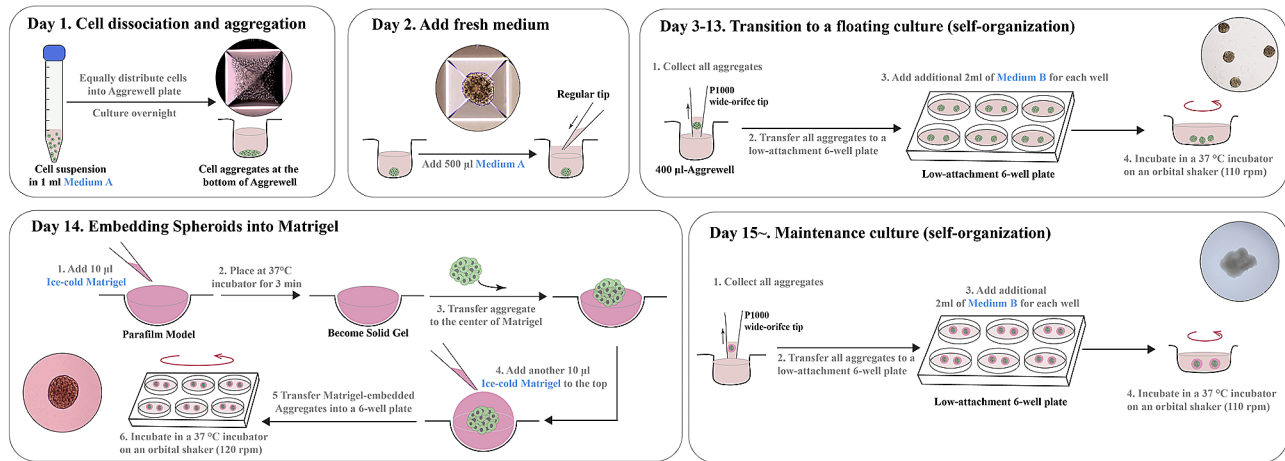 Day 1. Cell dissociation and aggregation
Equally distribute cells
into Aggrewell plate
Culture overnight
Cell suspension
in 1 ml Medium A
Cell aggregates at the
bottom of Aggrewell
Day 2. Add fresh medium
Regular tip
Add 500 µl Medium A
Day 3-13. Transition to a floating culture (self-organization)
1. Collect all aggregates
P1000
wide-orifce tip
400 µl-Aggrewell
2. Transfer all aggregates to a
low-attachment 6-well plate
3. Add additional 2ml of Medium B for each well
Low-attachment 6-well plate
4. Incubate in a 37 °C incubator
on an orbital shaker (110 rpm)
Day 14. Embedding Spheroids into Matrigel
1. Add 10 µl
Ice-cold Matrigel
Parafilm Model
2. Place at 37°C
incubator for 3 min
Become Solid Gel
3. Transfer aggregate
to the center of Matrigel
4. Add another 10 µl
Ice-cold Matrigel to the top
5 Transfer Matrigel-embedded
Aggregates into a 6-well plate
6. Incubate in a 37 °C incubator
on an orbital shaker (120 rpm)
Day 15~. Maintenance culture (self-organization)
1. Collect all aggregates
P1000
wide-orifce tip
2. Transfer all aggregates to a
low-attachment 6-well plate
3. Add additional
2ml of Medium B for each well
Low-attachment 6-well plate
4. Incubate in a 37 °C incubator
on an orbital shaker (110 rpm)